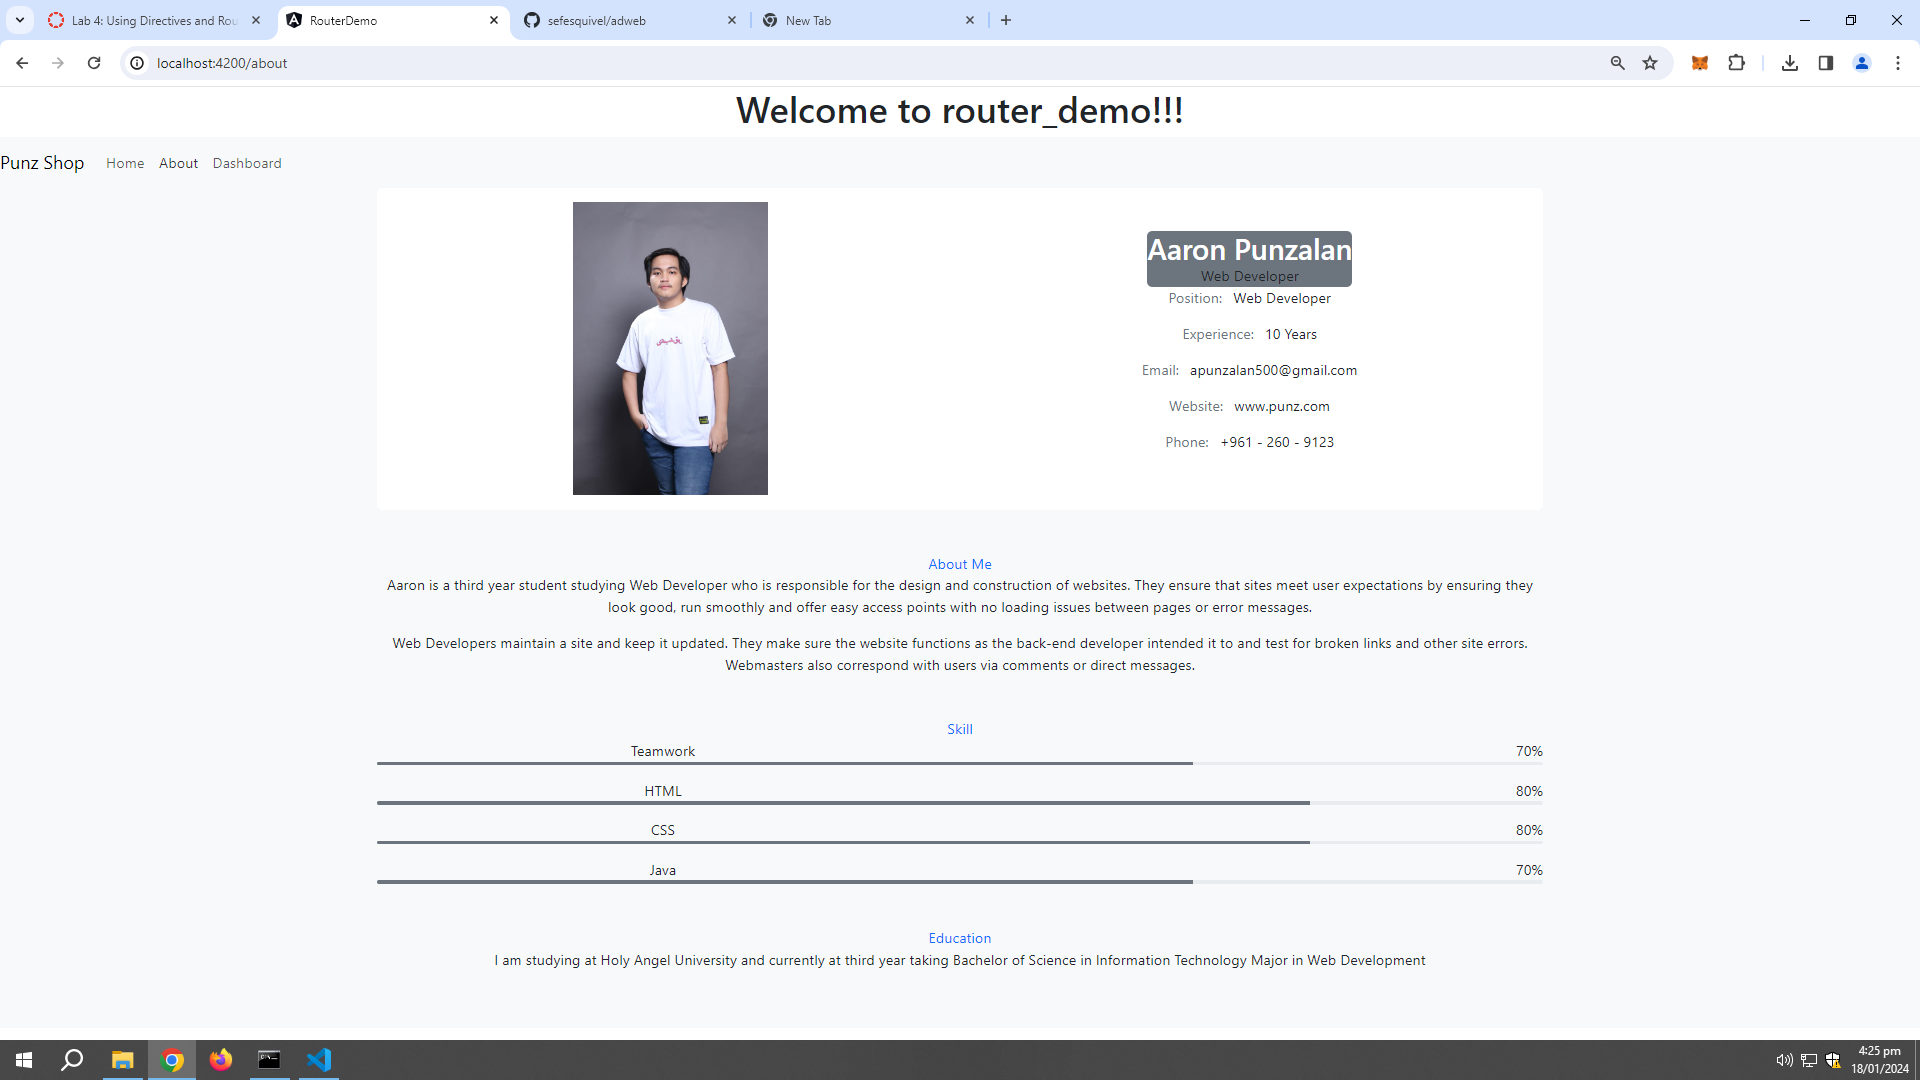 Lab 4: Using Directives and Rou
RouterDemo
sefesquivel/adweb
New Tab
localhost:4200/about
Welcome to router_demo!!!
Punz Shop Home About Dashboard
Aaron Punzalan
Web Developer
Position: Web Developer
Experience: 10 Years
Email: apunzalan500@gmail.com
Website: www.punz.com
Phone: +961 - 260 - 9123
About Me
Aaron is a third year student studying Web Developer who is responsible for the design and construction of websites. They ensure that sites meet user expectations by ensuring they
look good, run smoothly and offer easy access points with no loading issues between pages or error messages.
Web Developers maintain a site and keep it updated. They make sure the website functions as the back-end developer intended it to and test for broken links and other site errors.
Webmasters also correspond with users via comments or direct messages.
Skill
Teamwork 70%
HTML 80%
CSS 80%
Java 70%
Education
I am studying at Holy Angel University and currently at third year taking Bachelor of Science in Information Technology Major in Web Development
4:25 pm
18/01/2024